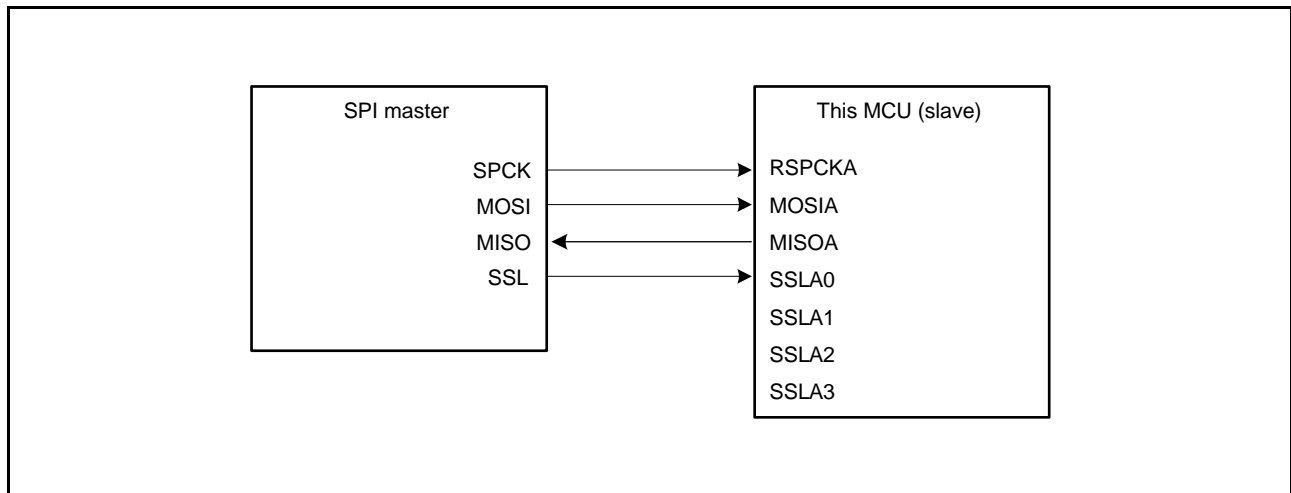 SPI master
SPCK
MOSI
MISO
SSL
This MCU (slave)
RSPCKA
MOSIA
MISOA
SSLA0
SSLA1
SSLA2
SSLA3